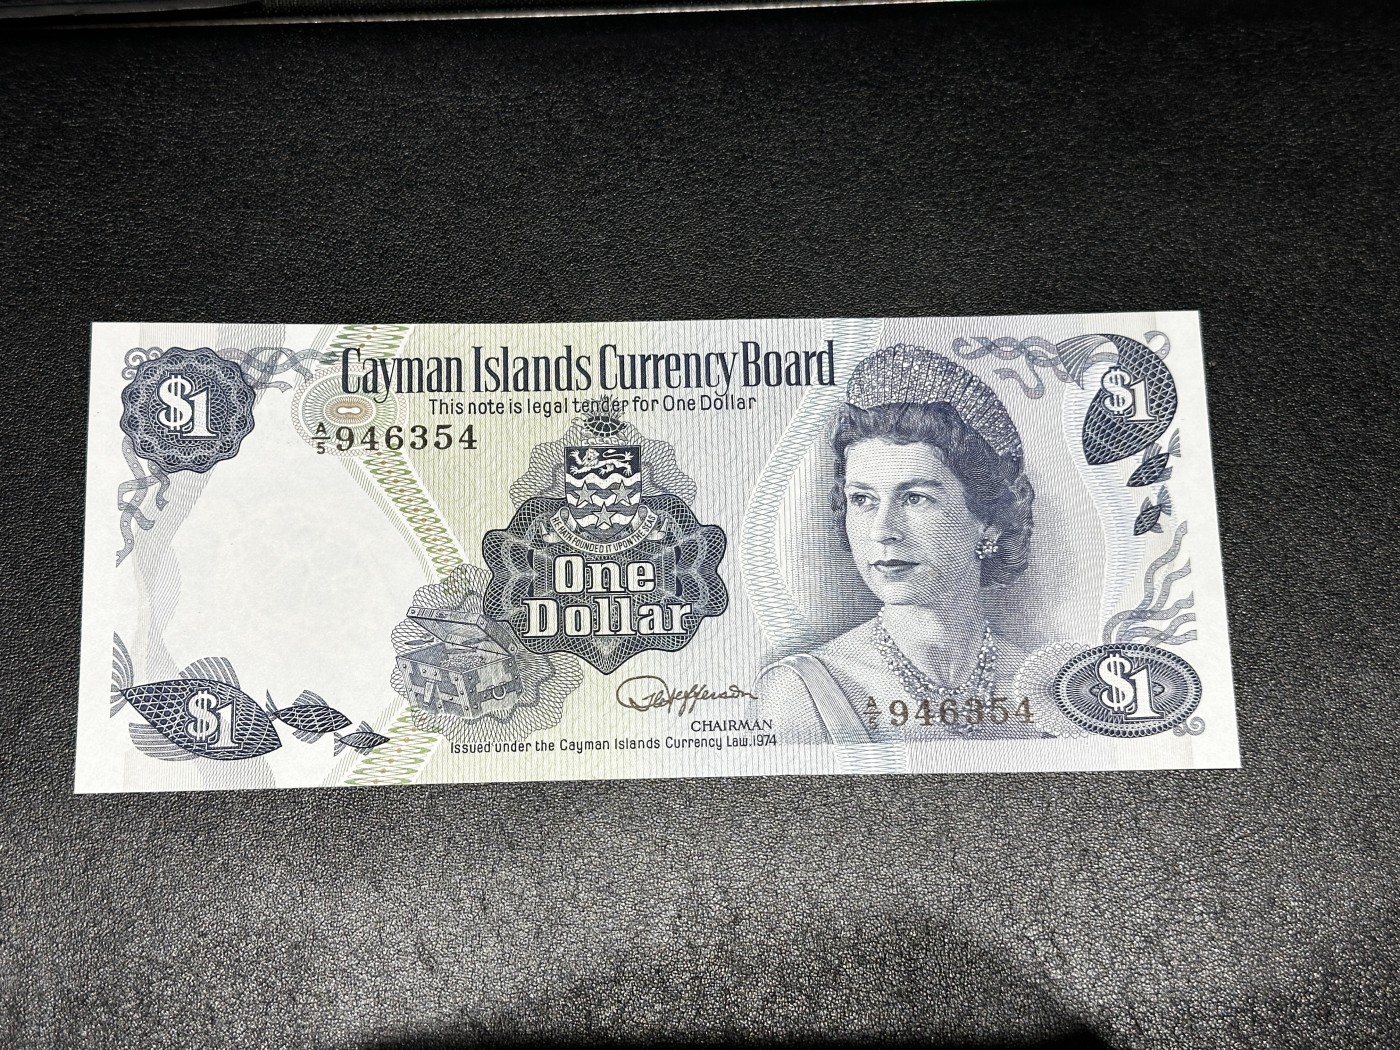 $1
Cayman Islands Currency Board
$1
This note is legal tender for One Dollar
A/5 946354
HE HATH FOUNDED IT UPON THE SEAS
One
Dollar
$1
CHAIRMAN
A/5 946354
$1
Issued under the Cayman Islands Currency Law.1974